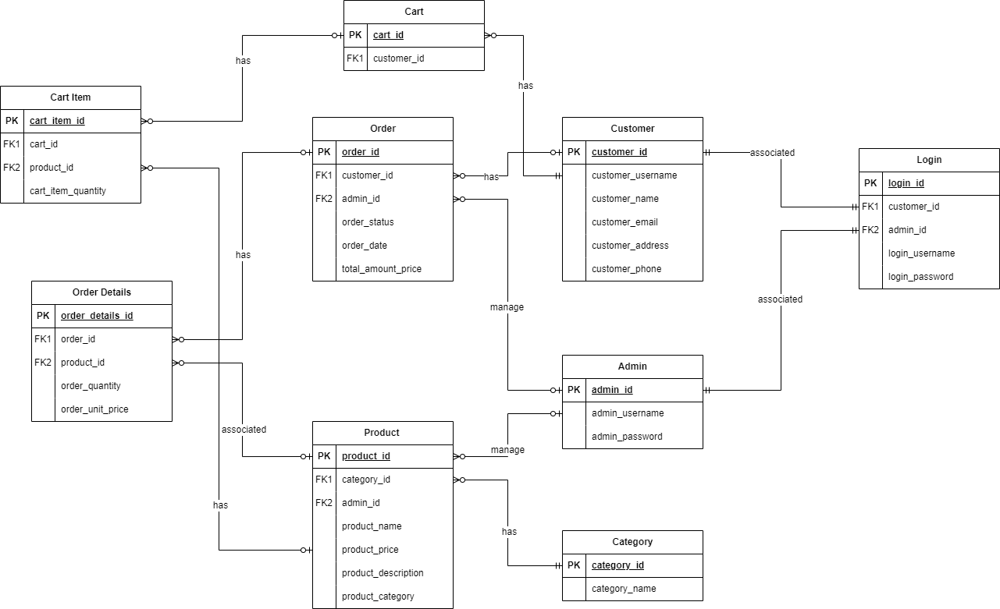 Cart
PK cart_id
FK1 customer_id
has
has
Cart Item
PK cart_item_id
FK1 cart_id
FK2 product_id
cart_item_quantity
Order
PK order_id
FK1 customer_id
FK2 admin_id
order_status
order_date
total_amount_price
has
Customer
PK customer_id
customer_username
customer_name
customer_email
customer_address
customer_phone
associated
Login
PK login_id
FK1 customer_id
FK2 admin_id
login_username
login_password
has
manage
associated
Order Details
PK order_details_id
FK1 order_id
FK2 product_id
order_quantity
order_unit_price
Admin
PK admin_id
admin_username
admin_password
associated
manage
Product
PK product_id
FK1 category_id
FK2 admin_id
product_name
product_price
product_description
product_category
has
has
Category
PK category_id
category_name